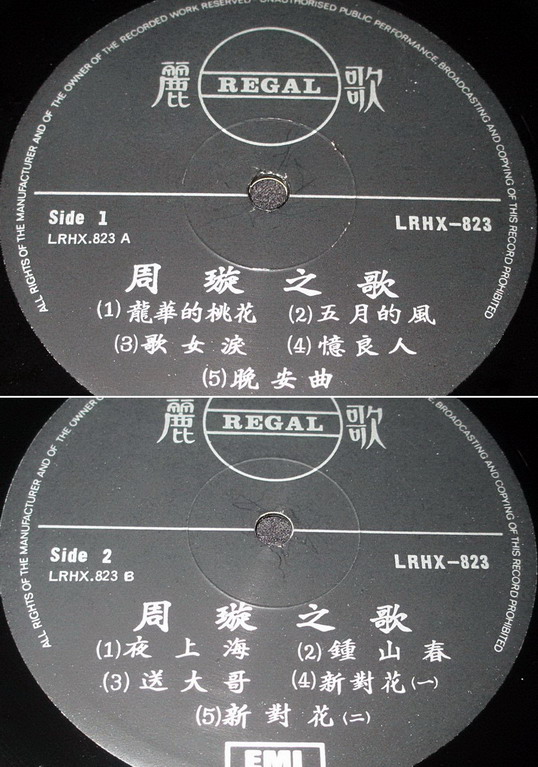 ALL RIGHTS OF THE MANUFACTURER AND OF THE OWNER OF THE RECORDED WORK RESERVED UNAUTHORISED PUBLIC PERFORMANCE, BROADCASTING AND COPYING OF THIS RECORD PROHIBITED
麗 REGAL 歌
Side 1 LRHX-823
LRHX.823 A
周璇之歌
(1)龍華的桃花 (2)五月的風
(3)歌女淚 (4)憶良人
(5)晚安曲
ALL RIGHTS OF THE MANUFACTURER AND OF THE OWNER
BROADCASTING AND COPYING OF THIS RECORD PROHIBITED
麗 REGAL 歌
Side 2 LRHX-823
LRHX.823 B
周璇之歌
(1)夜上海 (2)鍾山春
(3)送大哥 (4)新對花(一)
(5)新對花(二)
EMI